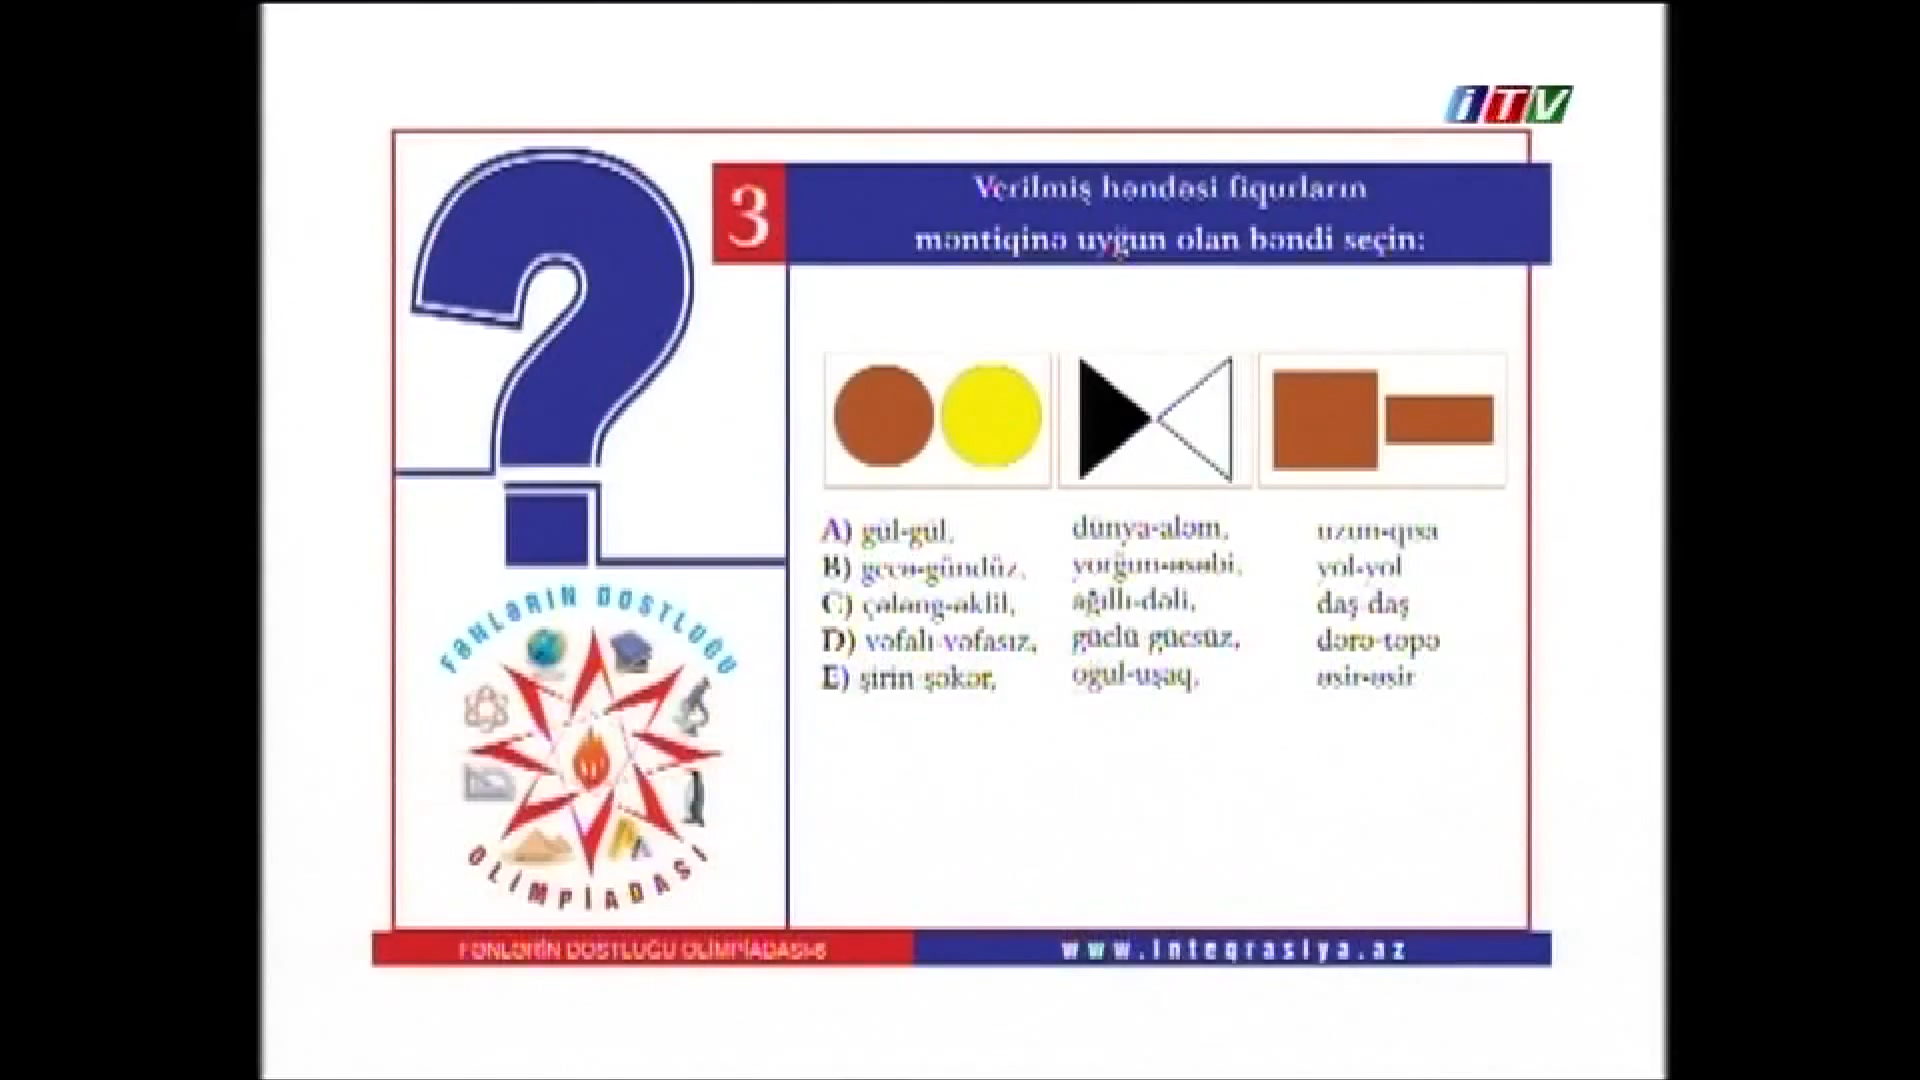 iTV
3
Verilmiş həndəsi fiqurların
məntiqinə uyğun olan bəndi seçin:
A) gül-gül, dünya-aləm, uzun-qısa
B) gecə-gündüz, yorğun-əsəbi, yol-yol
C) çələng-əklil, ağıllı-dəli, daş-daş
D) vəfalı-vəfasız, güclü-gücsüz, dərə-təpə
E) şirin-şəkər, oğul-uşaq, əsir-əsir
FƏNLƏRİN DOSTLUĞU
OLİMPİADASI
FƏNLƏRİN DOSTLUĞU OLİMPİADASI-6
www.inteqrasiya.az